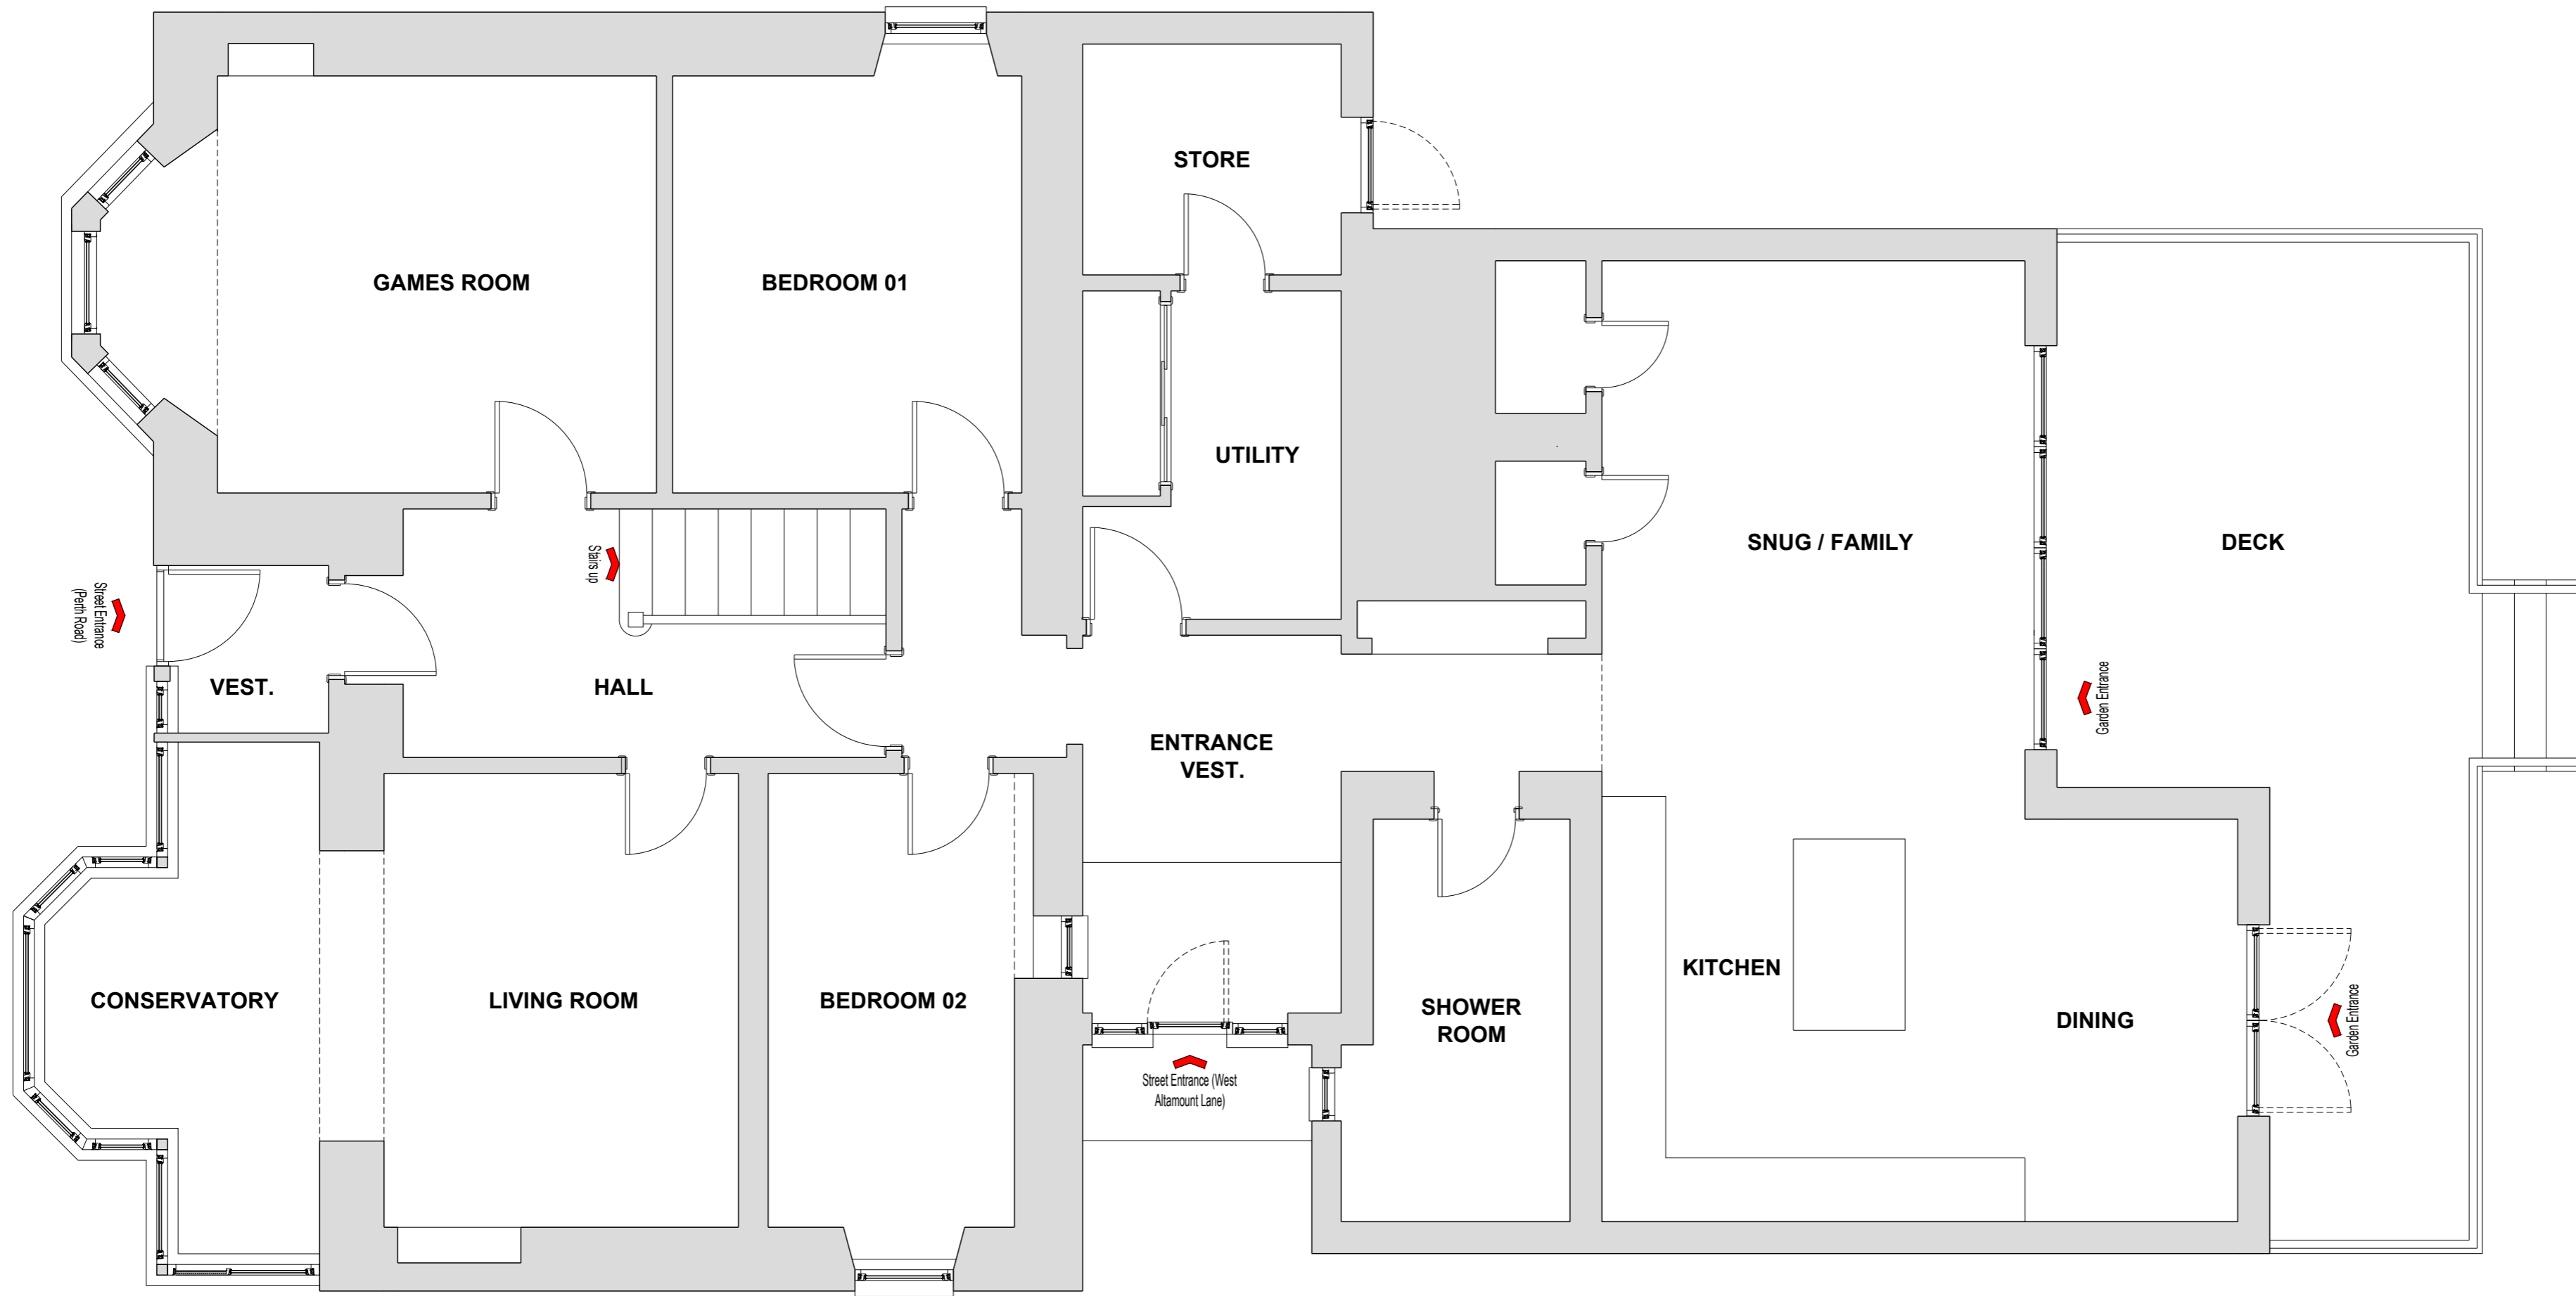 STORE
GAMES ROOM
BEDROOM 01
UTILITY
SNUG / FAMILY
DECK
Stairs up
Street Entrance
(Perth Road)
VEST.
HALL
Garden Entrance
ENTRANCE
VEST.
KITCHEN
CONSERVATORY
LIVING ROOM
BEDROOM 02
SHOWER
ROOM
DINING
Garden Entrance
Street Entrance (West
Altamount Lane)